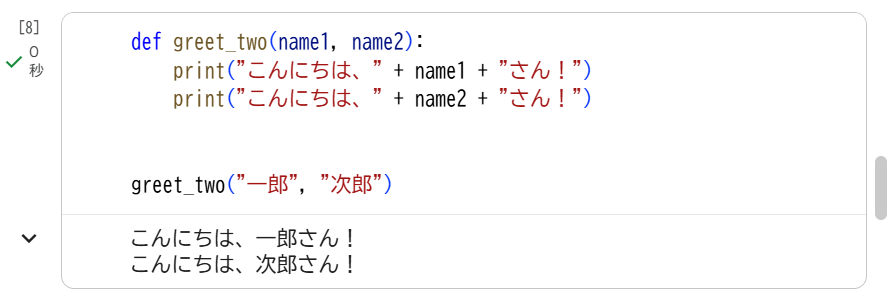 [8]
0
秒
def greet_two(name1, name2):
    print("こんにちは、" + name1 + "さん！")
    print("こんにちは、" + name2 + "さん！")
greet_two("一郎", "次郎")
こんにちは、一郎さん！
こんにちは、次郎さん！